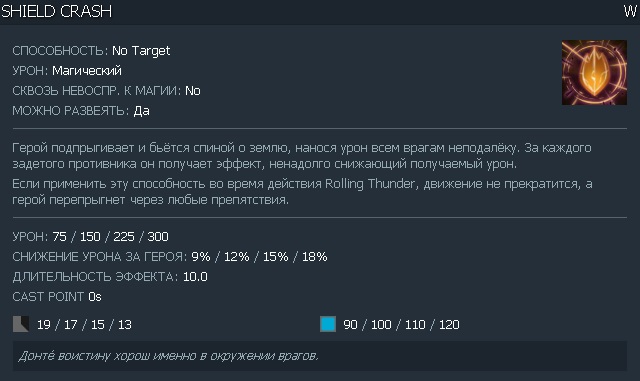 SHIELD CRASH W
СПОСОБНОСТЬ: No Target
УРОН: Магический
СКВОЗЬ НЕВОСПР. К МАГИИ: No
МОЖНО РАЗВЕЯТЬ: Да
Герой подпрыгивает и бьётся спиной о землю, нанося урон всем врагам неподалёку. За каждого
задетого противника он получает эффект, ненадолго снижающий получаемый урон.
Если применить эту способность во время действия Rolling Thunder, движение не прекратится, а
герой перепрыгнет через любые препятствия.
УРОН: 75 / 150 / 225 / 300
СНИЖЕНИЕ УРОНА ЗА ГЕРОЯ: 9% / 12% / 15% / 18%
ДЛИТЕЛЬНОСТЬ ЭФФЕКТА: 10.0
CAST POINT 0s
19 / 17 / 15 / 13 90 / 100 / 110 / 120
Донтé воистину хорош именно в окружении врагов.